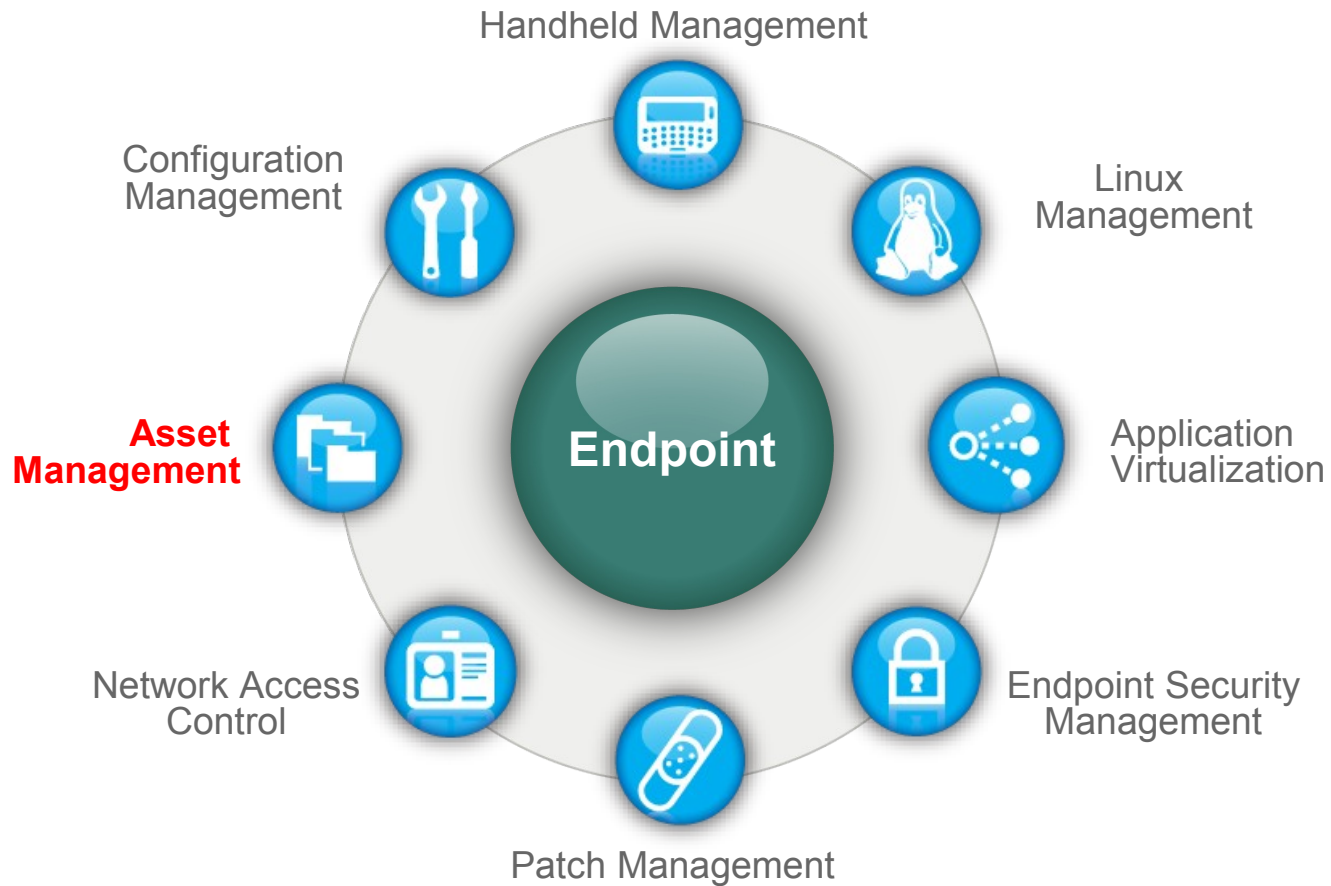 Handheld Management
Configuration
Management
Linux
Management
Asset
Management
Endpoint
Application
Virtualization
Network Access
Control
Endpoint Security
Management
Patch Management